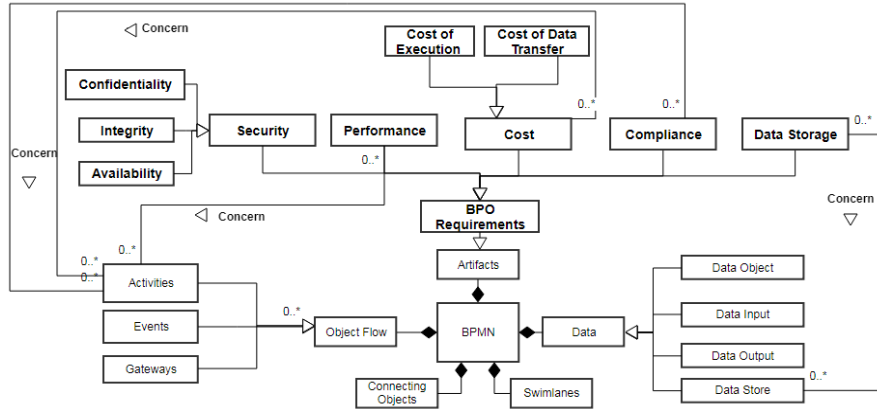 Concern
Cost of
Execution
Cost of Data
Transfer
Confidentiality
0..*
0..*
Integrity
Security
Performance
Cost
Compliance
Data Storage
0..*
Concern
0..*
Availability
Concern
BPO
Requirements
Concern
0..*
0..*
0..*
Artifacts
Activities
Data Object
0..*
Events
Object Flow
BPMN
Data
Data Input
Gateways
Data Output
0..*
Connecting
Objects
Swimlanes
Data Store